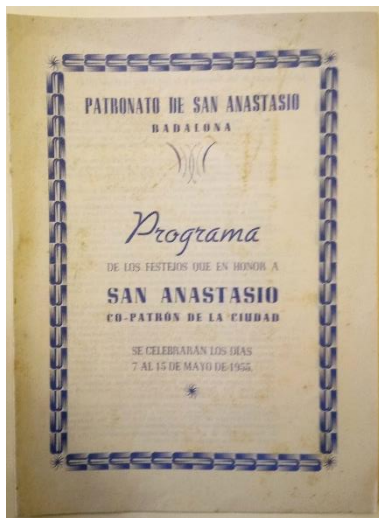 PATRONATO DE SAN ANASTASIO
BADALONA
Programa
DE LOS FESTEJOS QUE EN HONOR A
SAN ANASTASIO
CO-PATRÓN DE LA CIUDAD
SE CELEBRARÁN LOS DÍAS
7 AL 15 DE MAYO DE 1955.